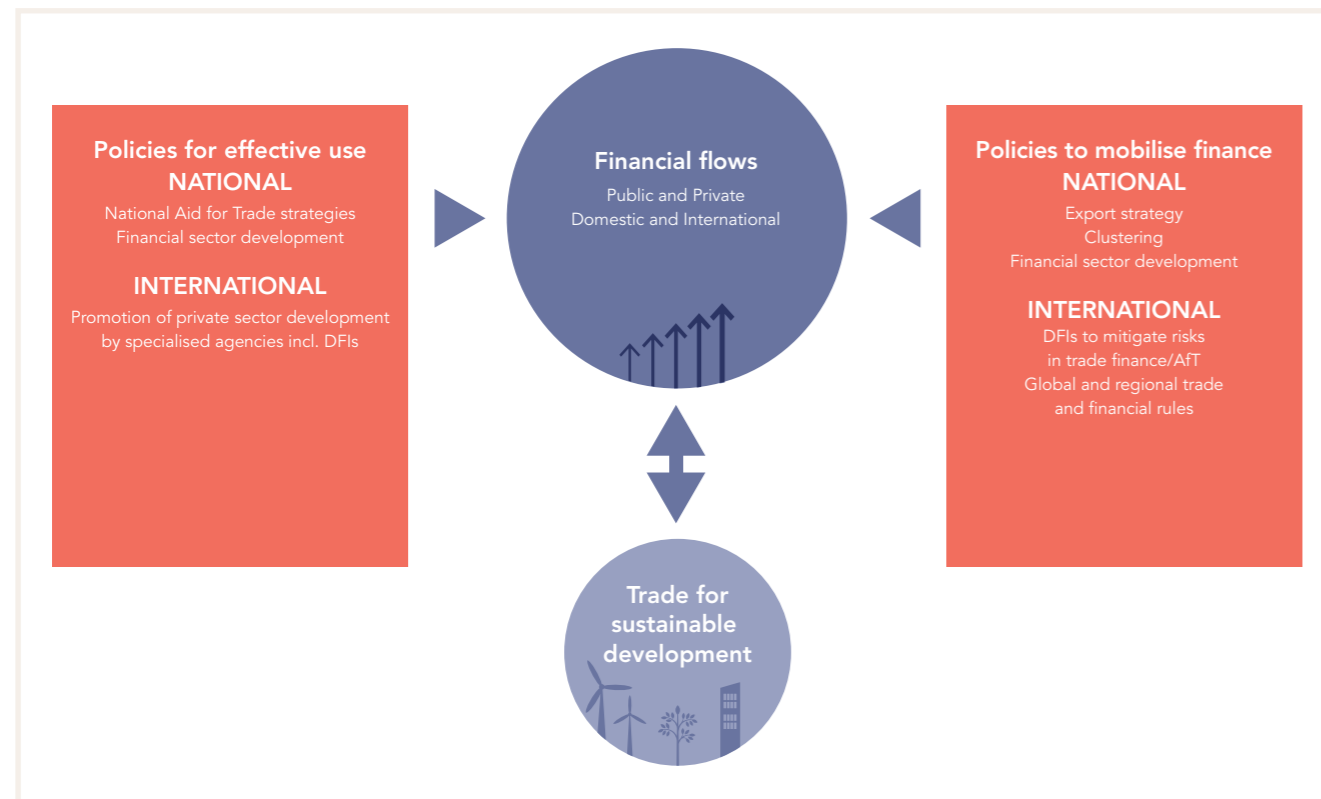 Policies for effective use
NATIONAL
National Aid for Trade strategies
Financial sector development
INTERNATIONAL
Promotion of private sector development
by specialised agencies incl. DFIs
Financial flows
Public and Private
Domestic and International
Policies to mobilise finance
NATIONAL
Export strategy
Clustering
Financial sector development
INTERNATIONAL
DFIs to mitigate risks
in trade finance/AfT
Global and regional trade
and financial rules
Trade for
sustainable
development